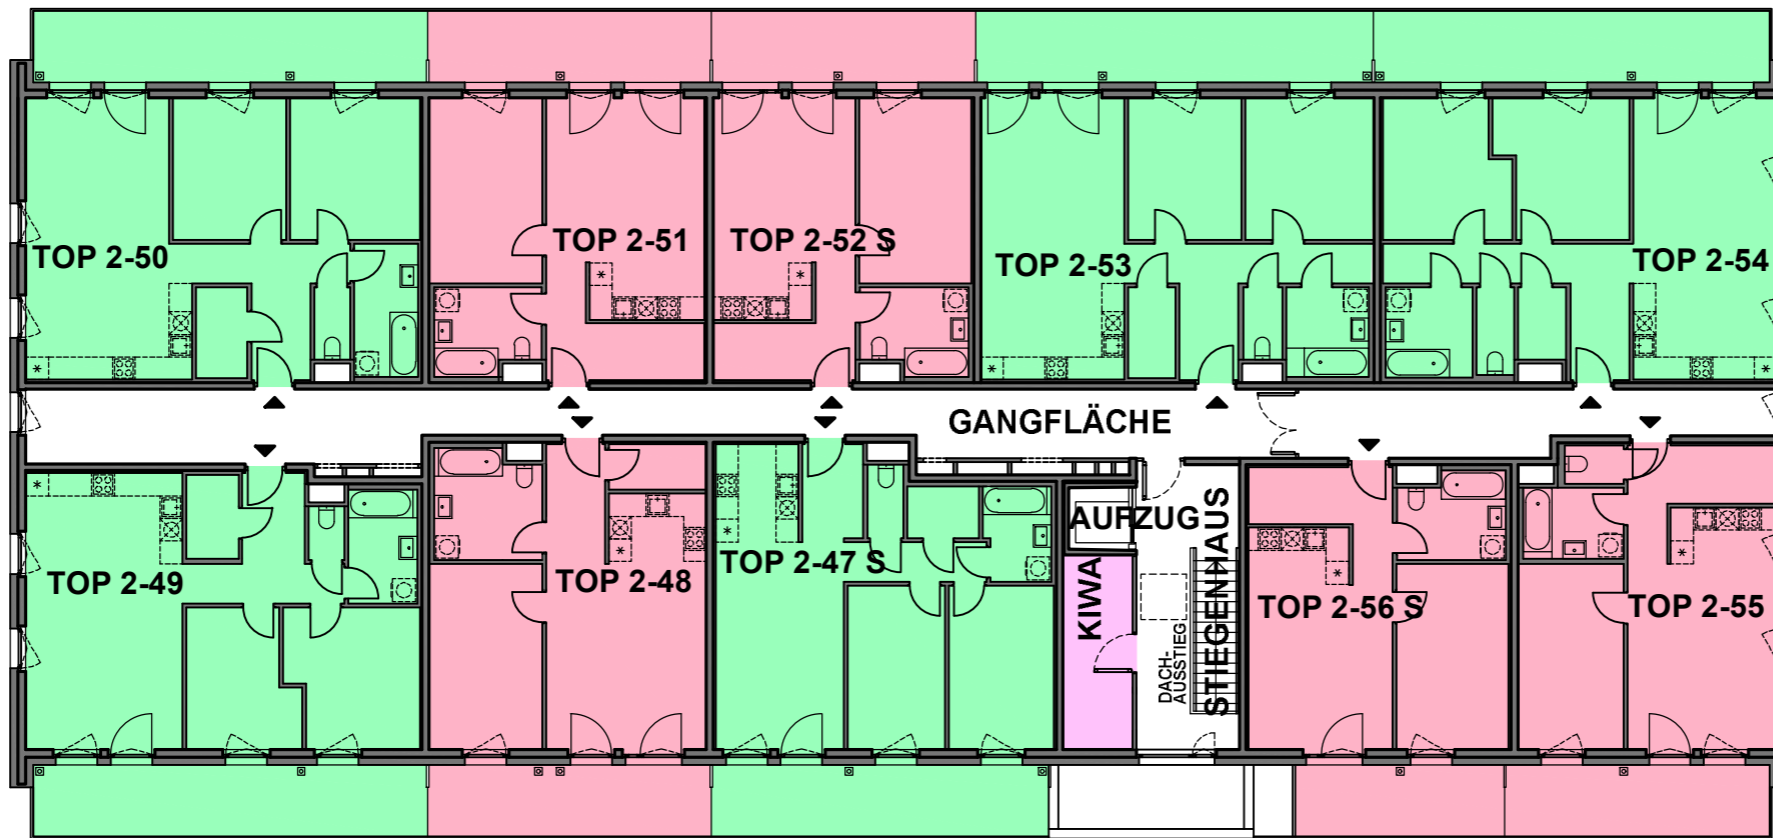 TOP 2-50
TOP 2-51
TOP 2-52 S
TOP 2-53
TOP 2-54
GANGFLÄCHE
TOP 2-49
TOP 2-48
TOP 2-47 S
AUFZUG
KIWA
DACH-
AUSSTIEG
STIEGENHAUS
TOP 2-56 S
TOP 2-55